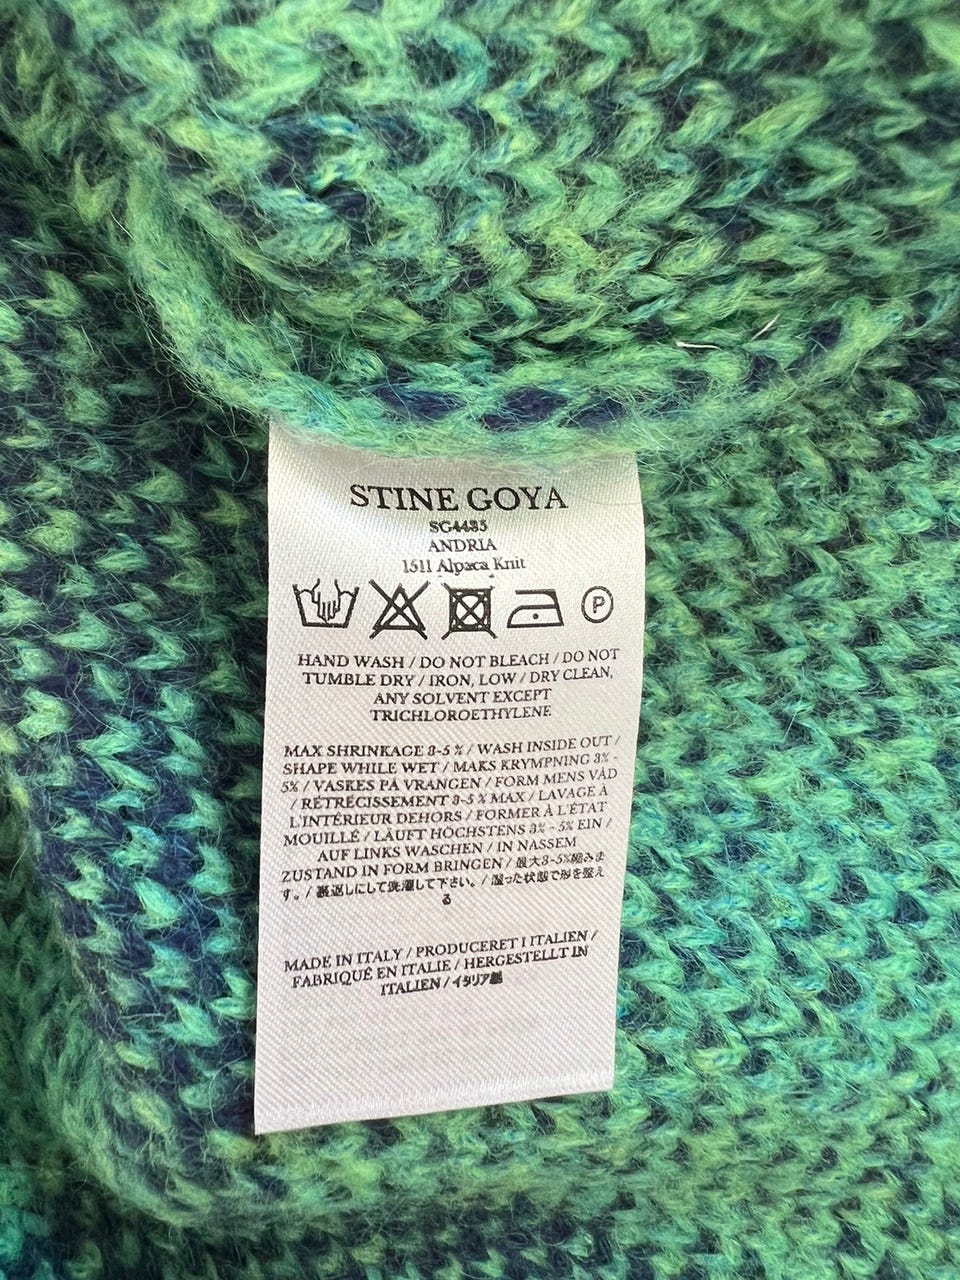 STINE GOYA
SG4485
ANDRIA
1511 Alpaca Knit
P
HAND WASH / DO NOT BLEACH / DO NOT
TUMBLE DRY / IRON, LOW / DRY CLEAN,
ANY SOLVENT EXCEPT
TRICHLOROETHYLENE
MAX SHRINKAGE 3-5 % / WASH INSIDE OUT /
SHAPE WHILE WET / MAKS KRYMPNING 3% -
5% / VASKES PÅ VRANGEN / FORM MENS VÅD
/ RÉTRÉCISSEMENT 3-5 % MAX / LAVAGE À
L'INTÉRIEUR DEHORS / FORMER À L'ÉTAT
MOUILLÉ / LÄUFT HÖCHSTENS 3% - 5% EIN /
AUF LINKS WASCHEN / IN NASSEM
ZUSTAND IN FORM BRINGEN / 最大3-5%縮みま
す。/ 裏返しにして洗濯して下さい。/ 湿った状態で形を整え
る
MADE IN ITALY / PRODUCERET I ITALIEN /
FABRIQUÉ EN ITALIE / HERGESTELLT IN
ITALIEN / イタリア製